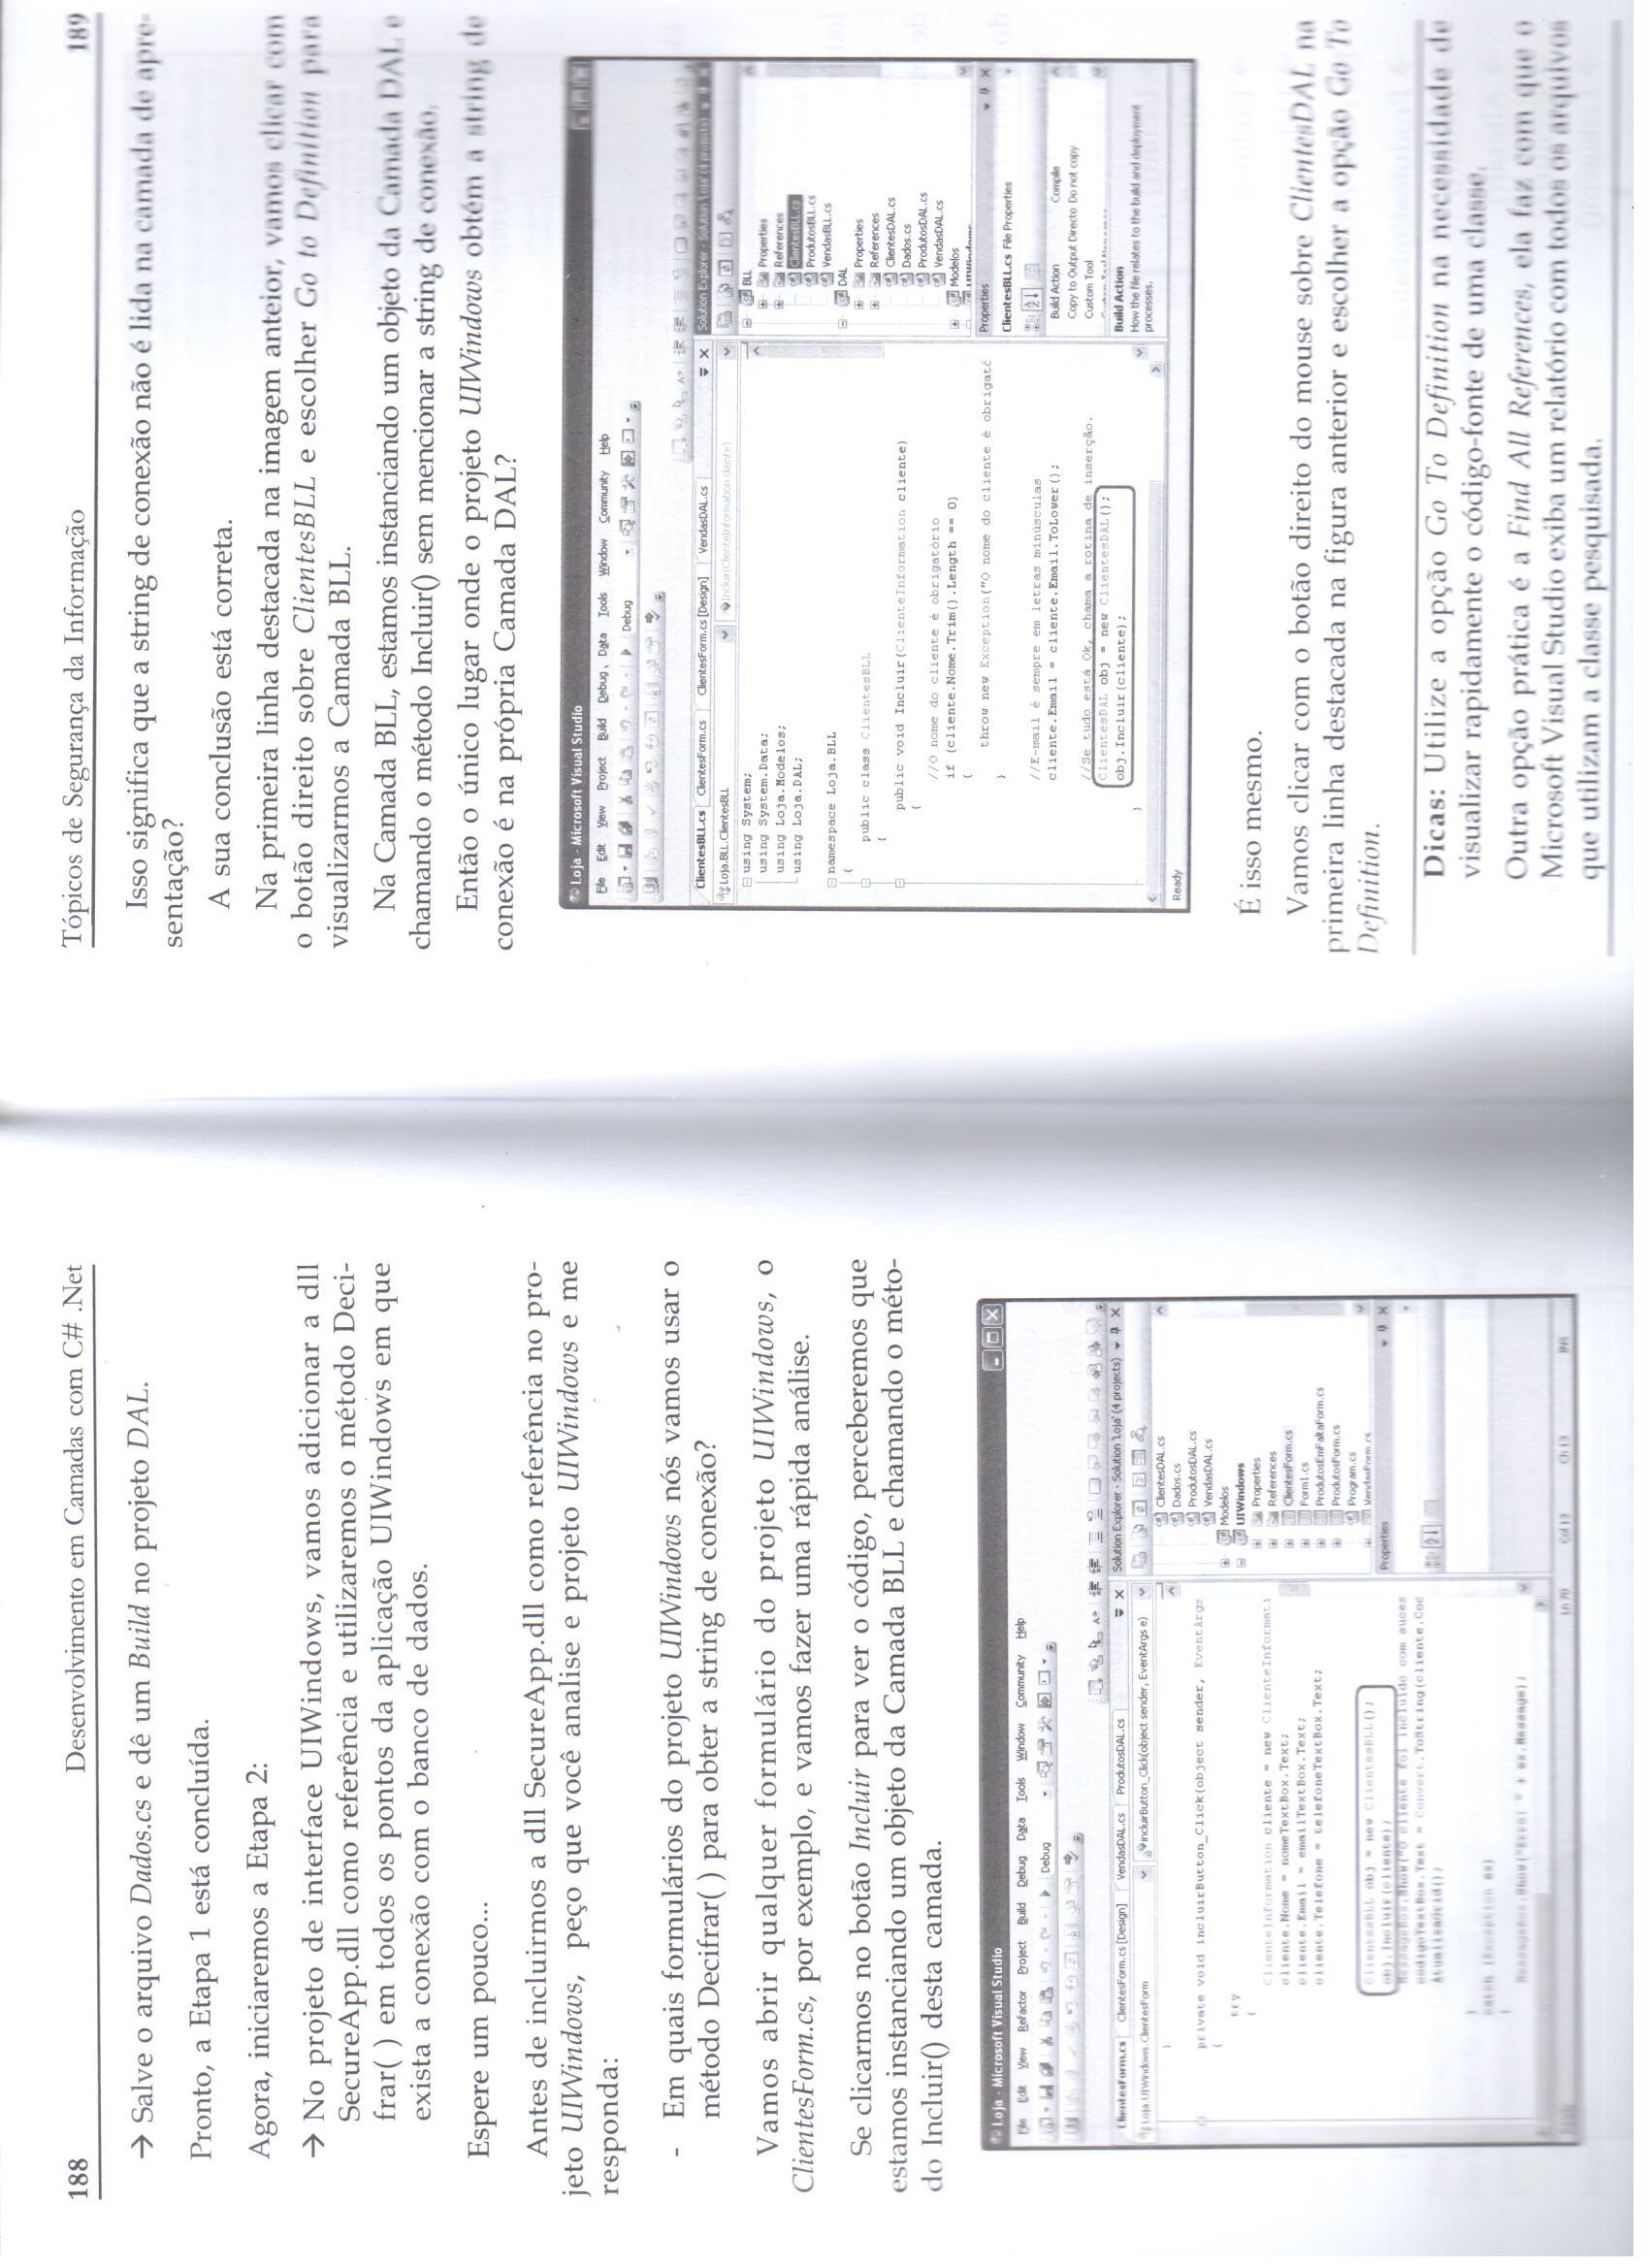 188
Desenvolvimento em Camadas com C# .Net
→ Salve o arquivo Dados.cs e dê um Build no projeto DAL.
Pronto, a Etapa 1 está concluída.
Agora, iniciaremos a Etapa 2:
→ No projeto de interface UIWindows, vamos adicionar a dll
SecureApp.dll como referência e utilizaremos o método Deci-
frar( ) em todos os pontos da aplicação UIWindows em que
exista a conexão com o banco de dados.
Espere um pouco...
Antes de incluirmos a dll SecureApp.dll como referência no pro-
jeto UIWindows, peço que você analise e projeto UIWindows e me
responda:
- Em quais formulários do projeto UIWindows nós vamos usar o
método Decifrar( ) para obter a string de conexão?
Vamos abrir qualquer formulário do projeto UIWindows, o
ClientesForm.cs, por exemplo, e vamos fazer uma rápida análise.
Se clicarmos no botão Incluir para ver o código, perceberemos que
estamos instanciando um objeto da Camada BLL e chamando o méto-
do Incluir() desta camada.
Loja - Microsoft Visual Studio
File Edit View Refactor Project Build Debug Data Tools Window Community Help
Debug
ClientesForm.cs ClientesForm.cs [Design] VendasDAL.cs ProdutosDAL.cs
Loja.UIWindows.ClientesForm
incluirButton_Click(object sender, EventArgs e)
}
private void incluirButton_Click(object sender, EventArgs
{
try
{
ClienteInformation cliente = new ClienteInformati
cliente.Nome = nomeTextBox.Text;
cliente.Email = emailTextBox.Text;
cliente.Telefone = telefoneTextBox.Text;
ClientesBLL obj = new ClientesBLL();
obj.Incluir(cliente);
MessageBox.Show("O cliente foi incluído com suces
codigoTextBox.Text = Convert.ToString(cliente.Cod
AtualizaGrid();
}
catch (Exception ex)
{
MessageBox.Show("Erro: " + ex.Message);
Solution Explorer - Solution 'Loja' (4 projects)
ClientesDAL.cs
Dados.cs
ProdutosDAL.cs
VendasDAL.cs
Modelos
UIWindows
Properties
References
ClientesForm.cs
Form1.cs
ProdutosEmFaltaForm.cs
ProdutosForm.cs
Program.cs
VendasForm.cs
Properties
Ready Ln 70 Col 13 Ch 13 INS
Tópicos de Segurança da Informação
189
Isso significa que a string de conexão não é lida na camada de apre-
sentação?
A sua conclusão está correta.
Na primeira linha destacada na imagem anteior, vamos clicar com
o botão direito sobre ClientesBLL e escolher Go to Definition para
visualizarmos a Camada BLL.
Na Camada BLL, estamos instanciando um objeto da Camada DAL e
chamando o método Incluir() sem mencionar a string de conexão.
Então o único lugar onde o projeto UIWindows obtém a string de
conexão é na própria Camada DAL?
Loja - Microsoft Visual Studio
File Edit View Project Build Debug Data Tools Window Community Help
Debug
ClientesBLL.cs ClientesForm.cs ClientesForm.cs [Design] VendasDAL.cs
Loja.BLL.ClientesBLL
Incluir(ClienteInformation cliente)
using System;
using System.Data;
using Loja.Modelos;
using Loja.DAL;
namespace Loja.BLL
{
public class ClientesBLL
{
public void Incluir(ClienteInformation cliente)
{
//O nome do cliente é obrigatório
if (cliente.Nome.Trim().Length == 0)
{
throw new Exception("O nome do cliente é obrigató
}
//E-mail é sempre em letras minúsculas
cliente.Email = cliente.Email.ToLower();
//Se tudo está Ok, chama a rotina de inserção.
ClientesDAL obj = new ClientesDAL();
obj.Incluir(cliente);
}
Ready
Solution Explorer - Solution 'Loja' (4 projects)
BLL
Properties
References
ClientesBLL.cs
ProdutosBLL.cs
VendasBLL.cs
DAL
Properties
References
ClientesDAL.cs
Dados.cs
ProdutosDAL.cs
VendasDAL.cs
Modelos
UIWindows
Properties
ClientesBLL.cs File Properties
Build Action Compile
Copy to Output Directo Do not copy
Custom Tool
Build Action
How the file relates to the build and deployment
processes.
É isso mesmo.
Vamos clicar com o botão direito do mouse sobre ClientesDAL na
primeira linha destacada na figura anterior e escolher a opção Go To
Definition.
Dicas: Utilize a opção Go To Definition na necessidade de
visualizar rapidamente o código-fonte de uma classe.
Outra opção prática é a Find All References, ela faz com que o
Microsoft Visual Studio exiba um relatório com todos os arquivos
que utilizam a classe pesquisada.